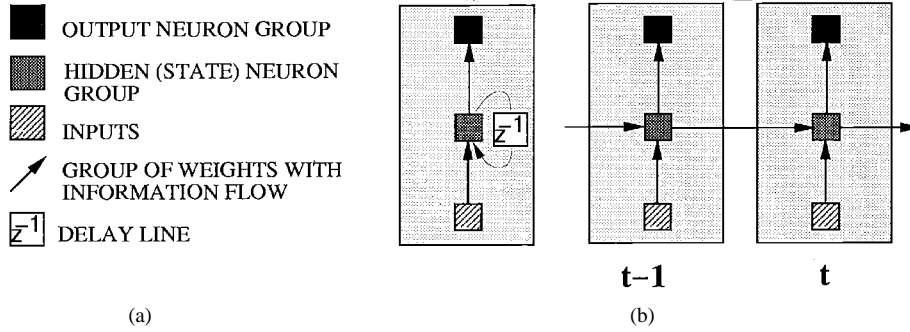 OUTPUT NEURON GROUP
HIDDEN (STATE) NEURON
GROUP
INPUTS
GROUP OF WEIGHTS WITH
INFORMATION FLOW
z⁻¹ DELAY LINE
z⁻¹
t−1
t
(a)
(b)